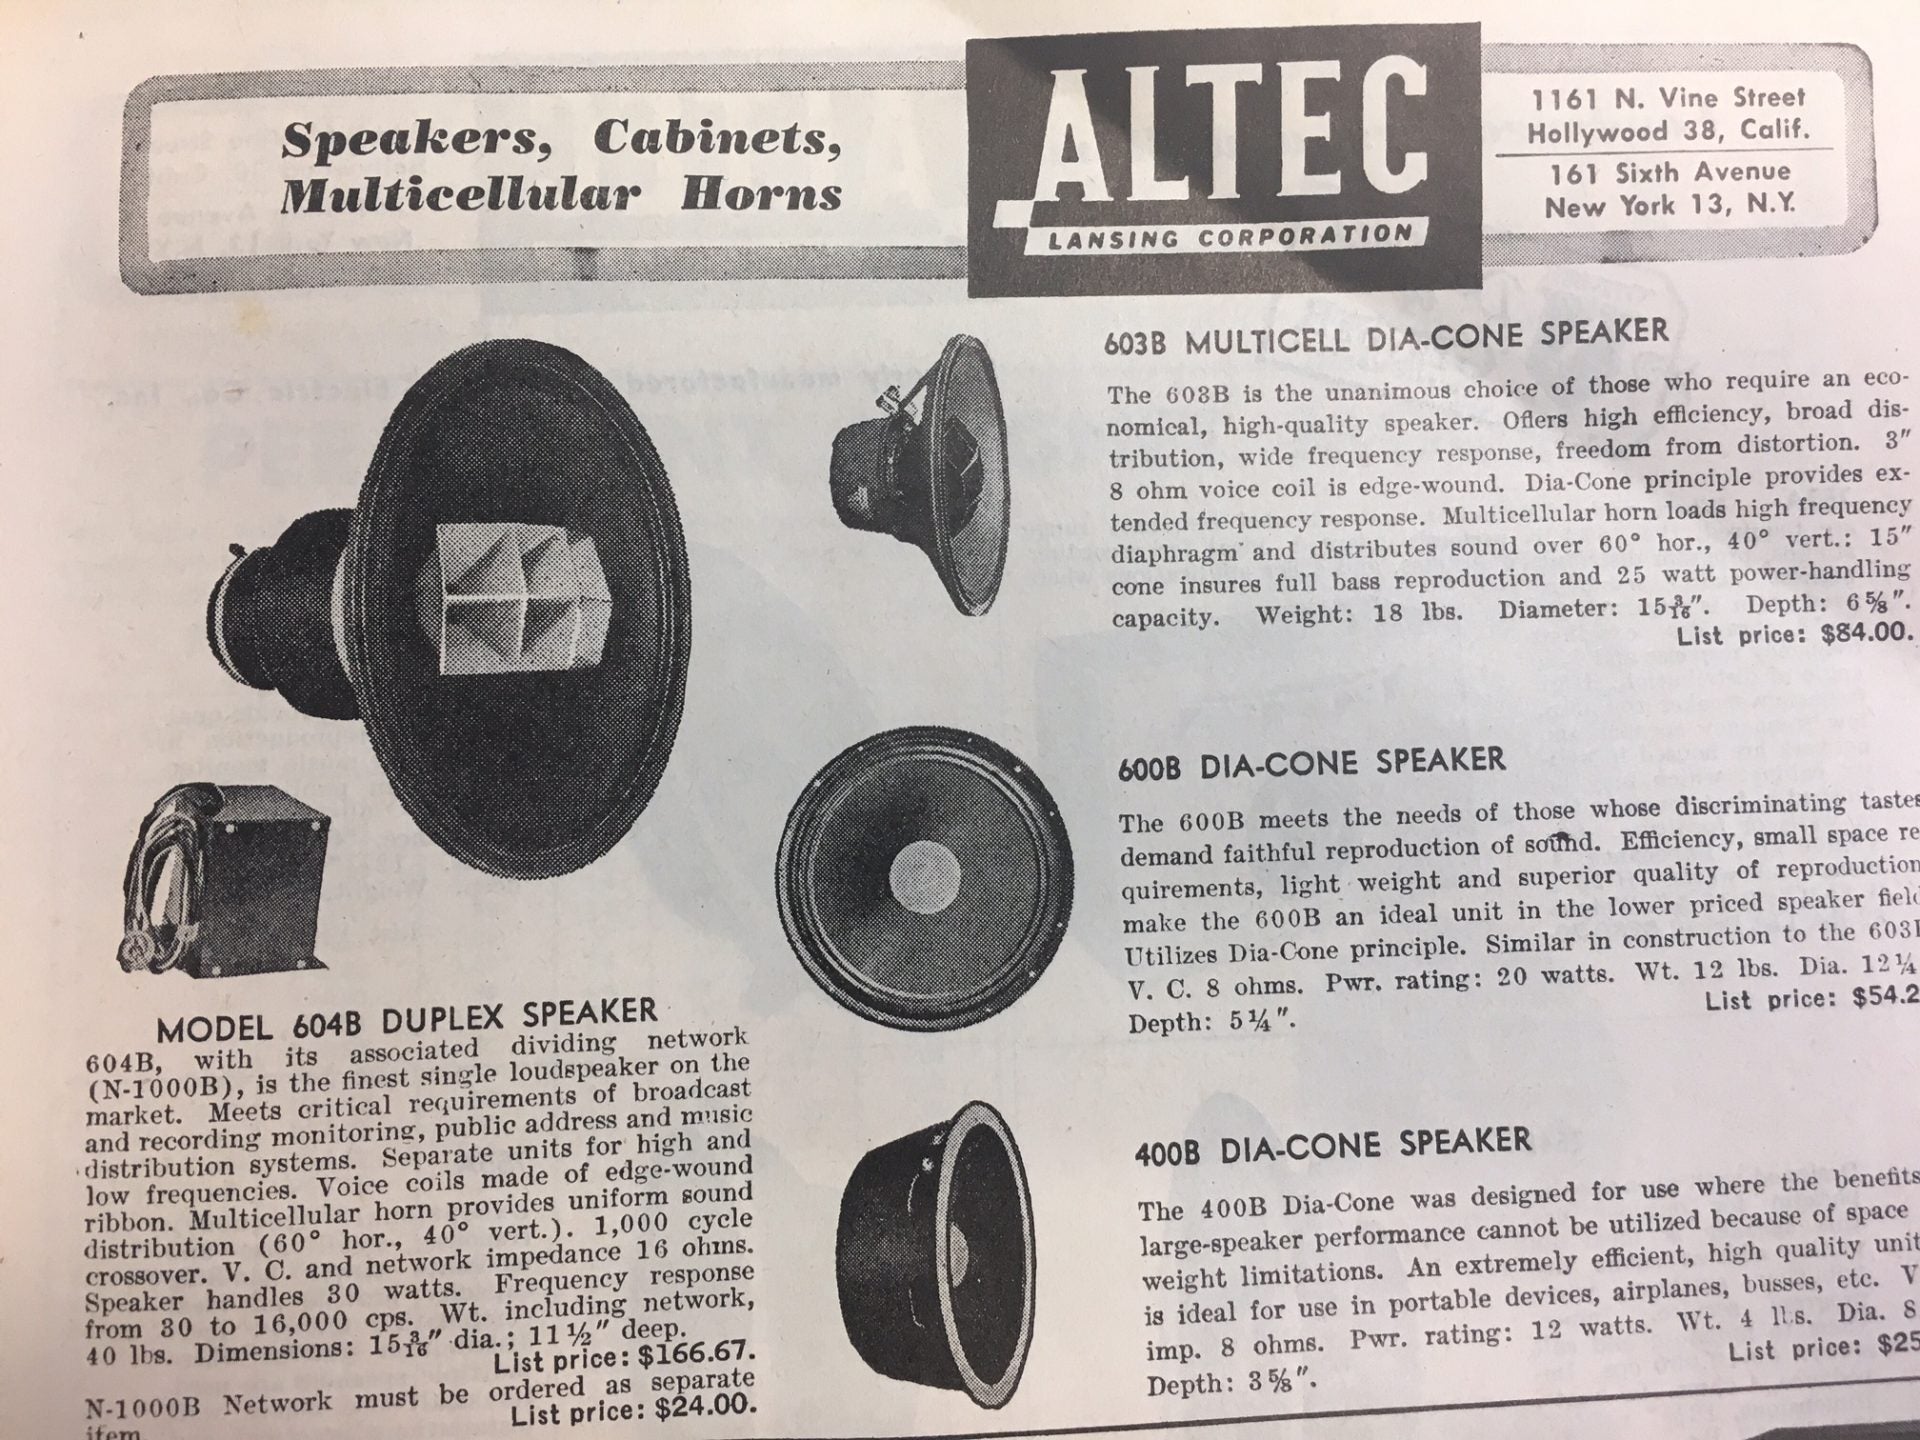 Speakers, Cabinets,
Multicellular Horns
ALTEC
LANSING CORPORATION
1161 N. Vine Street
Hollywood 38, Calif.
161 Sixth Avenue
New York 13, N.Y.
603B MULTICELL DIA-CONE SPEAKER
The 603B is the unanimous choice of those who require an eco-
nomical, high-quality speaker. Offers high efficiency, broad dis-
tribution, wide frequency response, freedom from distortion. 3"
8 ohm voice coil is edge-wound. Dia-Cone principle provides ex-
tended frequency response. Multicellular horn loads high frequency
diaphragm and distributes sound over 60° hor., 40° vert.: 15"
cone insures full bass reproduction and 25 watt power-handling
capacity. Weight: 18 lbs. Diameter: 15 3/16". Depth: 6 5/8".
List price: $84.00.
600B DIA-CONE SPEAKER
The 600B meets the needs of those whose discriminating tastes
demand faithful reproduction of sound. Efficiency, small space re
quirements, light weight and superior quality of reproduction
make the 600B an ideal unit in the lower priced speaker field
Utilizes Dia-Cone principle. Similar in construction to the 603B
V. C. 8 ohms. Pwr. rating: 20 watts. Wt. 12 lbs. Dia. 12 1/4
Depth: 5 1/4".
List price: $54.2
400B DIA-CONE SPEAKER
The 400B Dia-Cone was designed for use where the benefits
large-speaker performance cannot be utilized because of space
weight limitations. An extremely efficient, high quality unit
is ideal for use in portable devices, airplanes, busses, etc. V
imp. 8 ohms. Pwr. rating: 12 watts. Wt. 4 lbs. Dia. 8
Depth: 3 5/8".
List price: $25
MODEL 604B DUPLEX SPEAKER
604B, with its associated dividing network
(N-1000B), is the finest single loudspeaker on the
market. Meets critical requirements of broadcast
and recording monitoring, public address and music
distribution systems. Separate units for high and
low frequencies. Voice coils made of edge-wound
ribbon. Multicellular horn provides uniform sound
distribution (60° hor., 40° vert.). 1,000 cycle
crossover. V. C. and network impedance 16 ohms.
Speaker handles 30 watts. Frequency response
from 30 to 16,000 cps. Wt. including network,
40 lbs. Dimensions: 15 3/16" dia.; 11 1/2" deep.
List price: $166.67.
N-1000B Network must be ordered as separate
item
List price: $24.00.